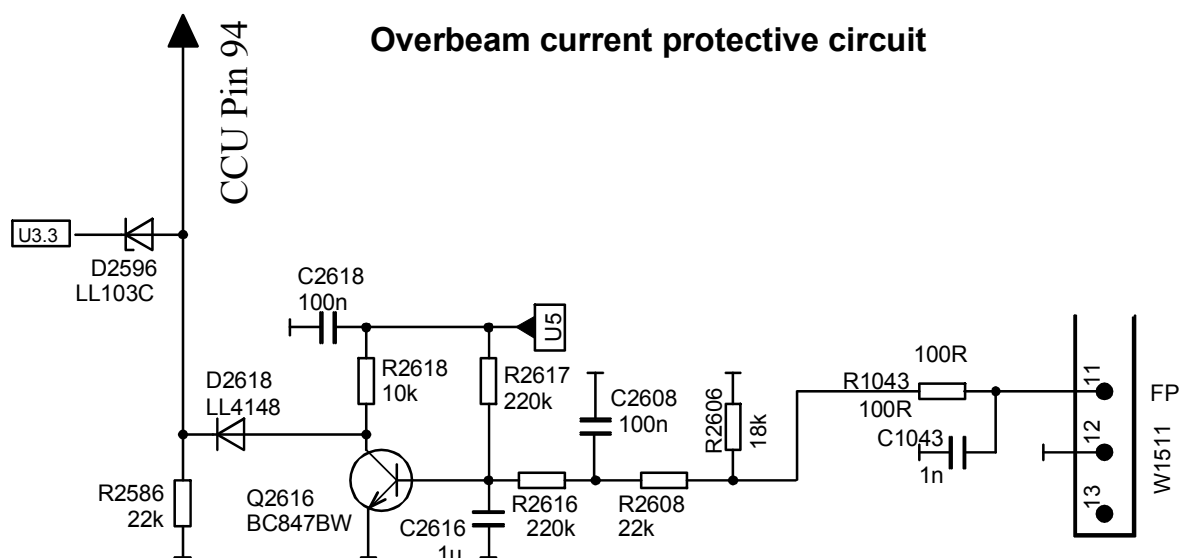 Overbeam current protective circuit
CCU Pin 94
U3.3
D2596
LL103C
C2618
100n
U5
R2618
10k
R2617
220k
D2618
LL4148
C2608
100n
R2606
18k
R1043
100R
100R
C1043
1n
11
12
13
FP
W1511
R2586
22k
Q2616
BC847BW
C2616
1u
R2616
220k
R2608
22k